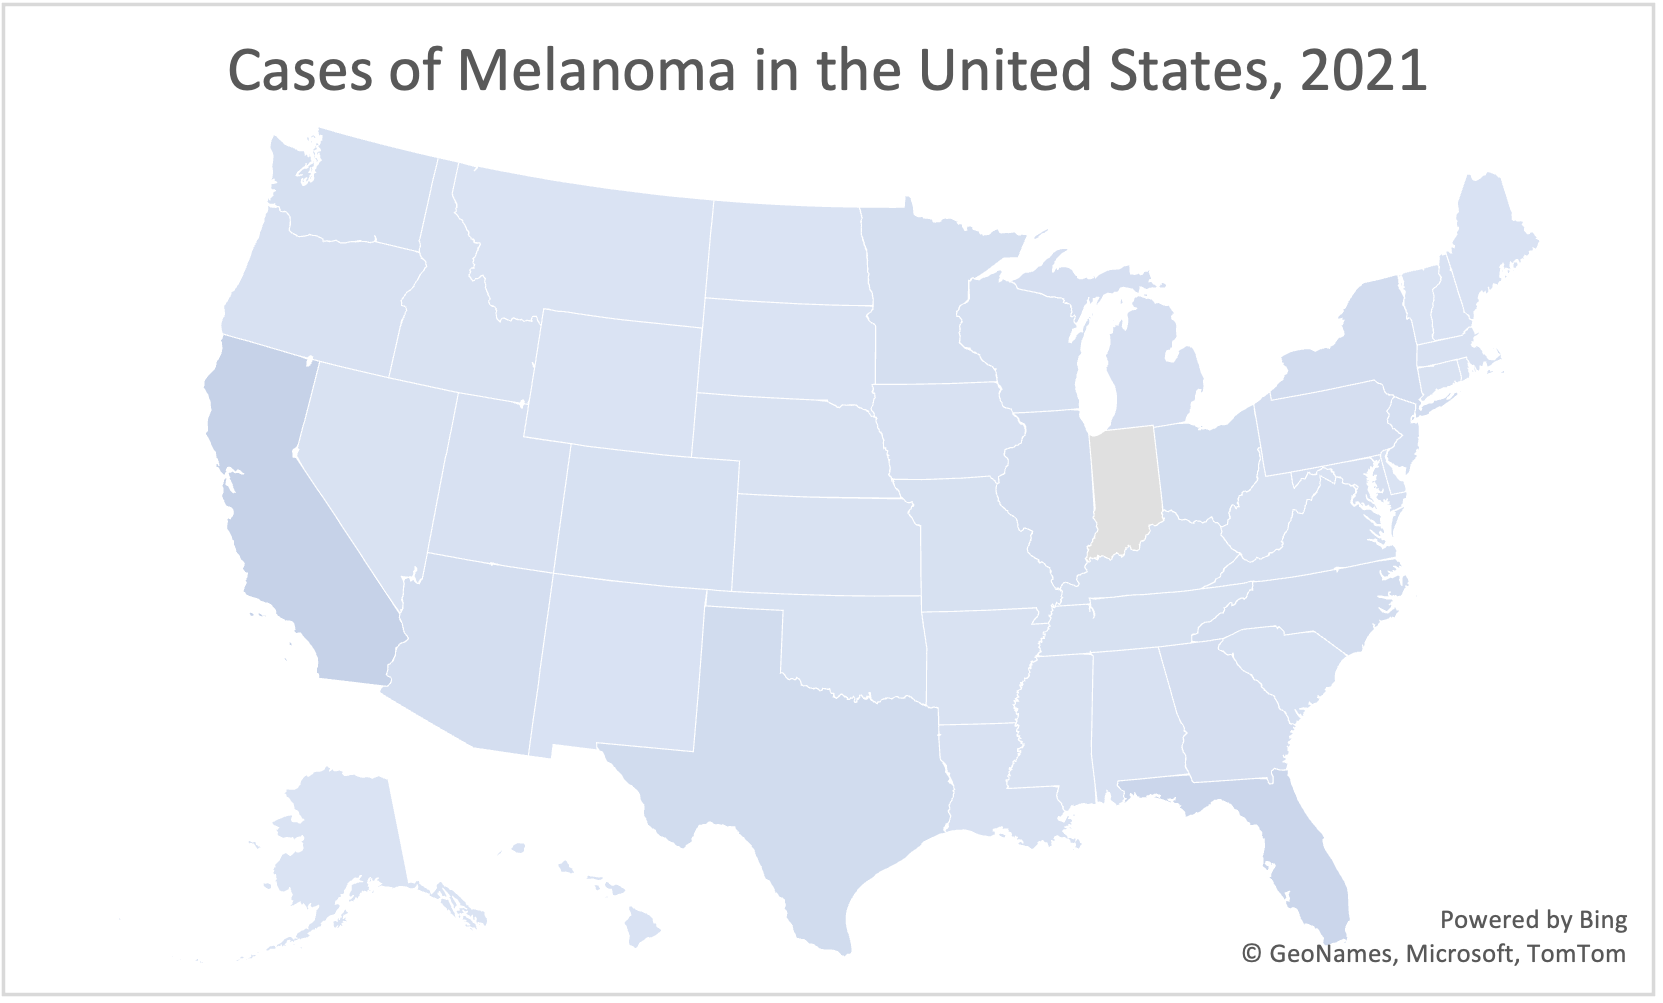 Cases of Melanoma in the United States, 2021
Powered by Bing
© GeoNames, Microsoft, TomTom